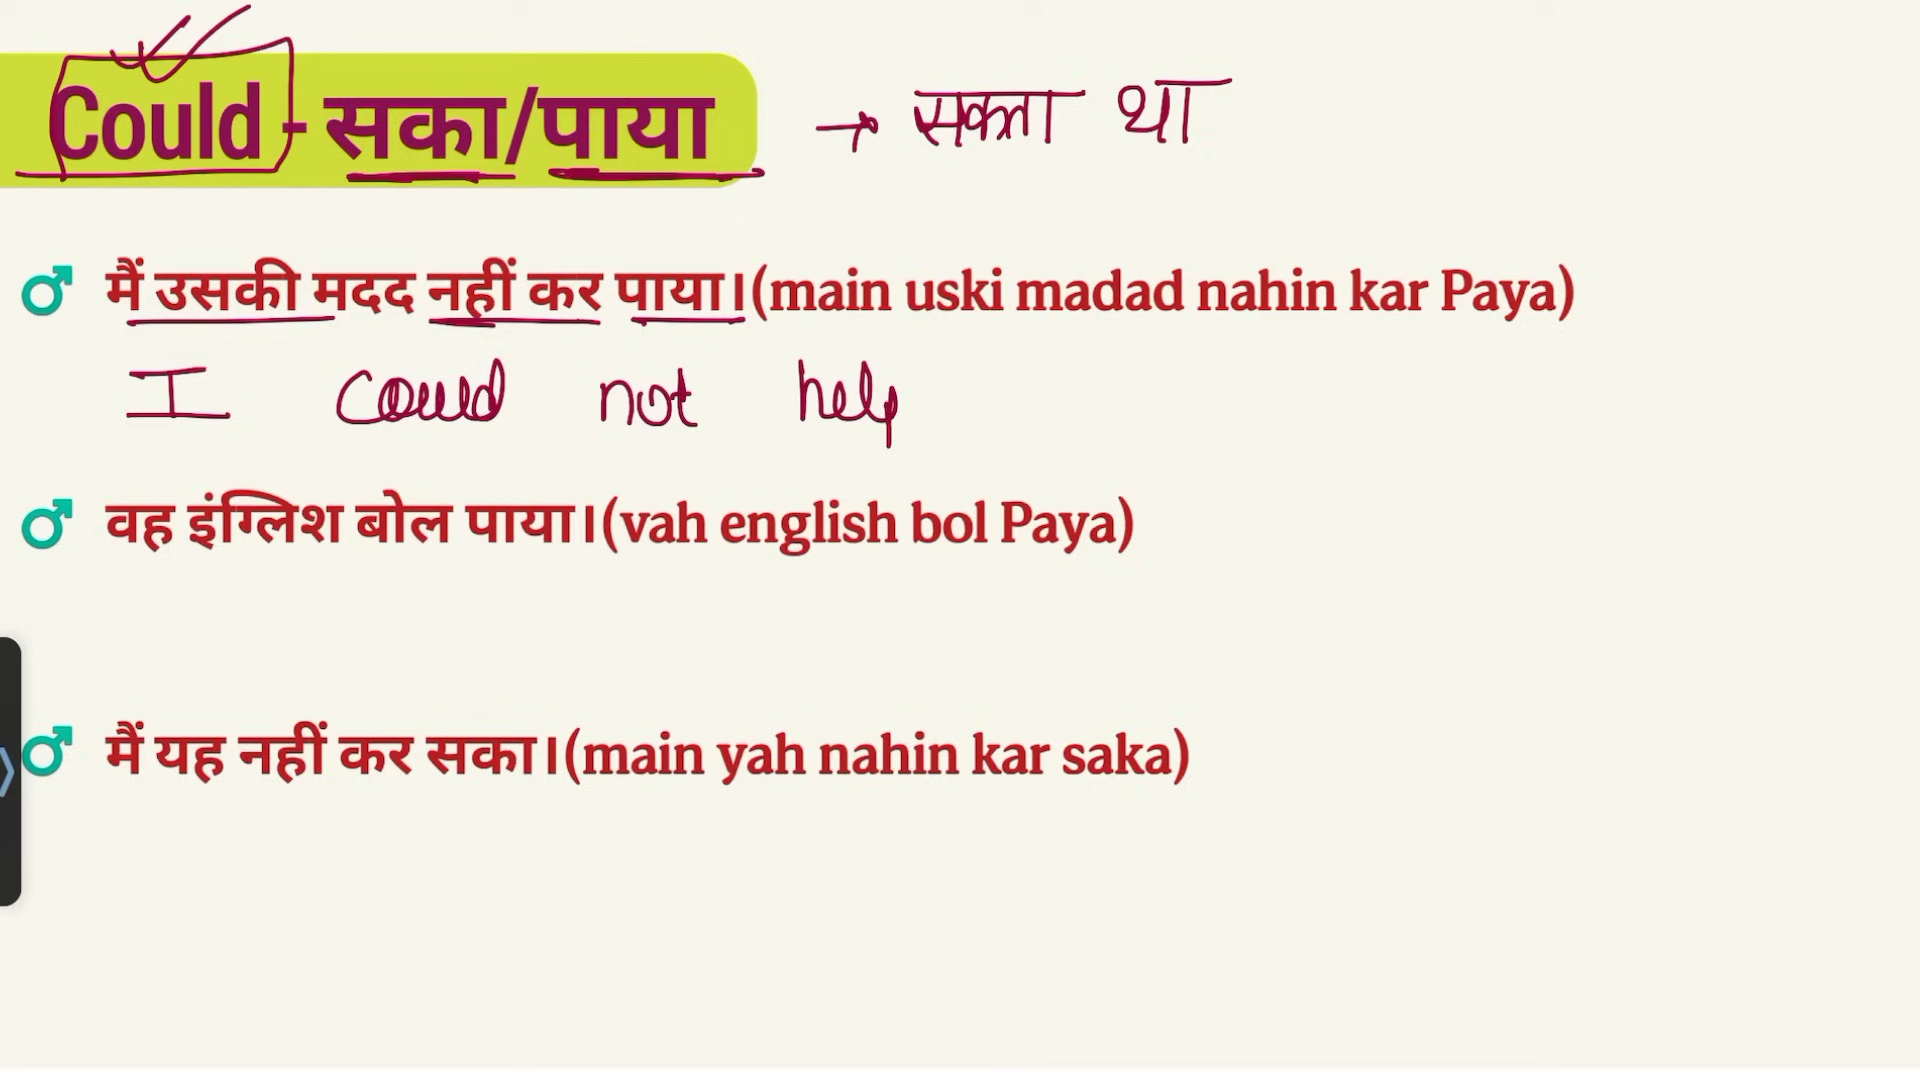 Could - सका/पाया → सकता था
मैं उसकी मदद नहीं कर पाया।(main uski madad nahin kar Paya)
I could not help
वह इंग्लिश बोल पाया।(vah english bol Paya)
मैं यह नहीं कर सका।(main yah nahin kar saka)